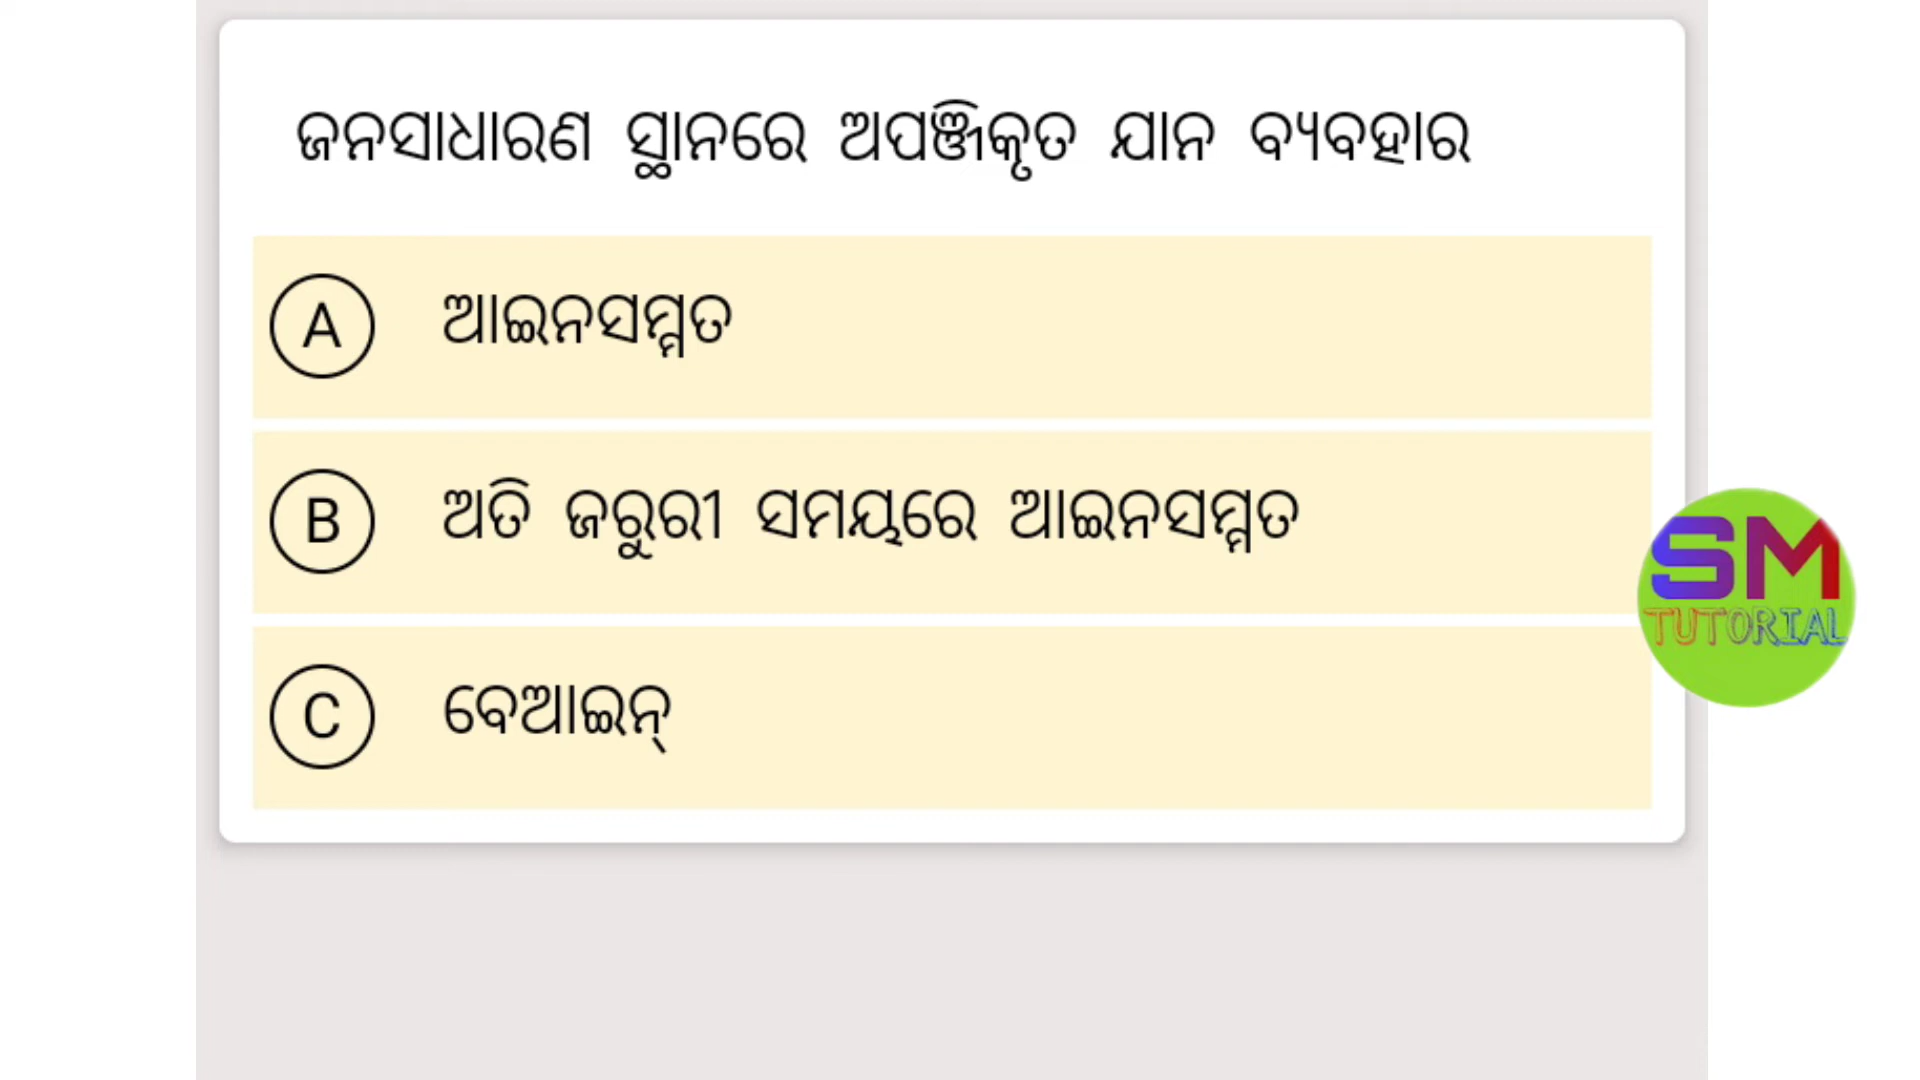 ଜନସାଧାରଣ ସ୍ଥାନରେ ଅପଞ୍ଜିକୃତ ଯାନ ବ୍ୟବହାର
A ଆଇନସମ୍ମତ
B ଅତି ଜରୁରୀ ସମୟରେ ଆଇନସମ୍ମତ
C ବେଆଇନ୍
SM
TUTORIAL